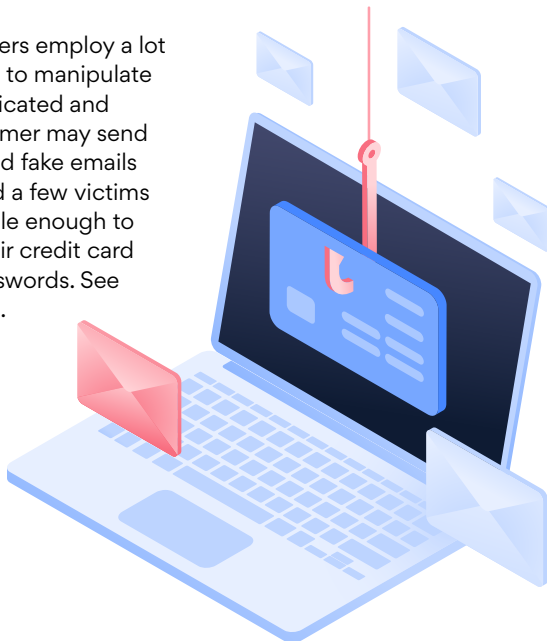 ers employ a lot
to manipulate
icated and
mer may send
d fake emails
d a few victims
le enough to
ir credit card
swords. See
.